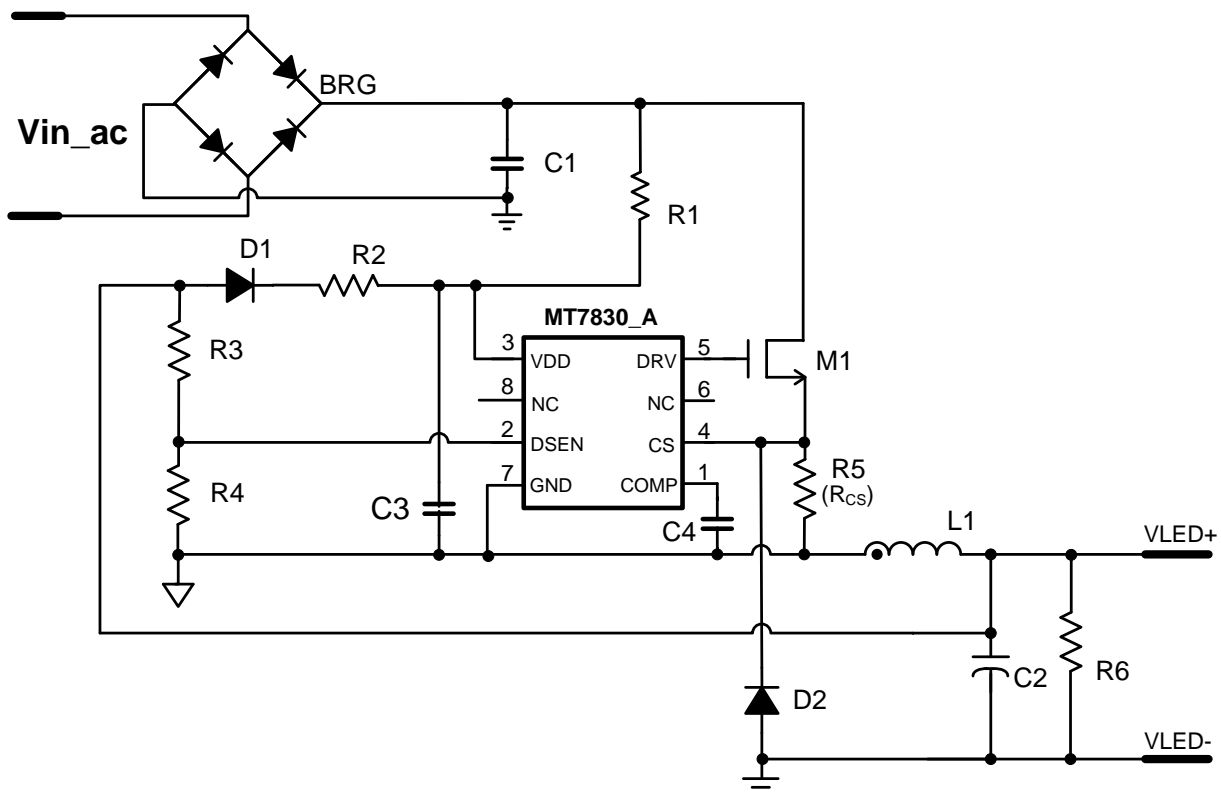 BRG
Vin_ac
C1
R1
D1
R2
MT7830_A
R3
3
VDD
DRV
5
M1
8
NC
NC
6
2
DSEN
CS
4
R4
7
GND
COMP
1
R5
(RCS)
C3
C4
L1
VLED+
C2
R6
D2
VLED-